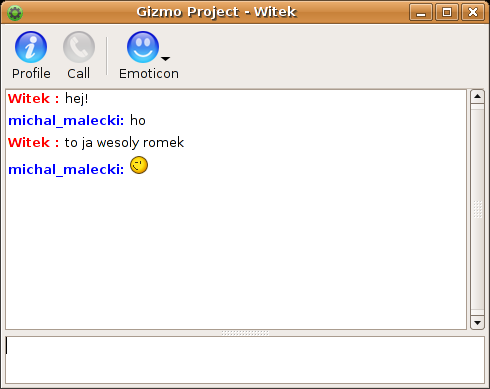 Gizmo Project - Witek
Profile Call Emoticon
Witek : hej!
michal_malecki: ho
Witek : to ja wesoly romek
michal_malecki: